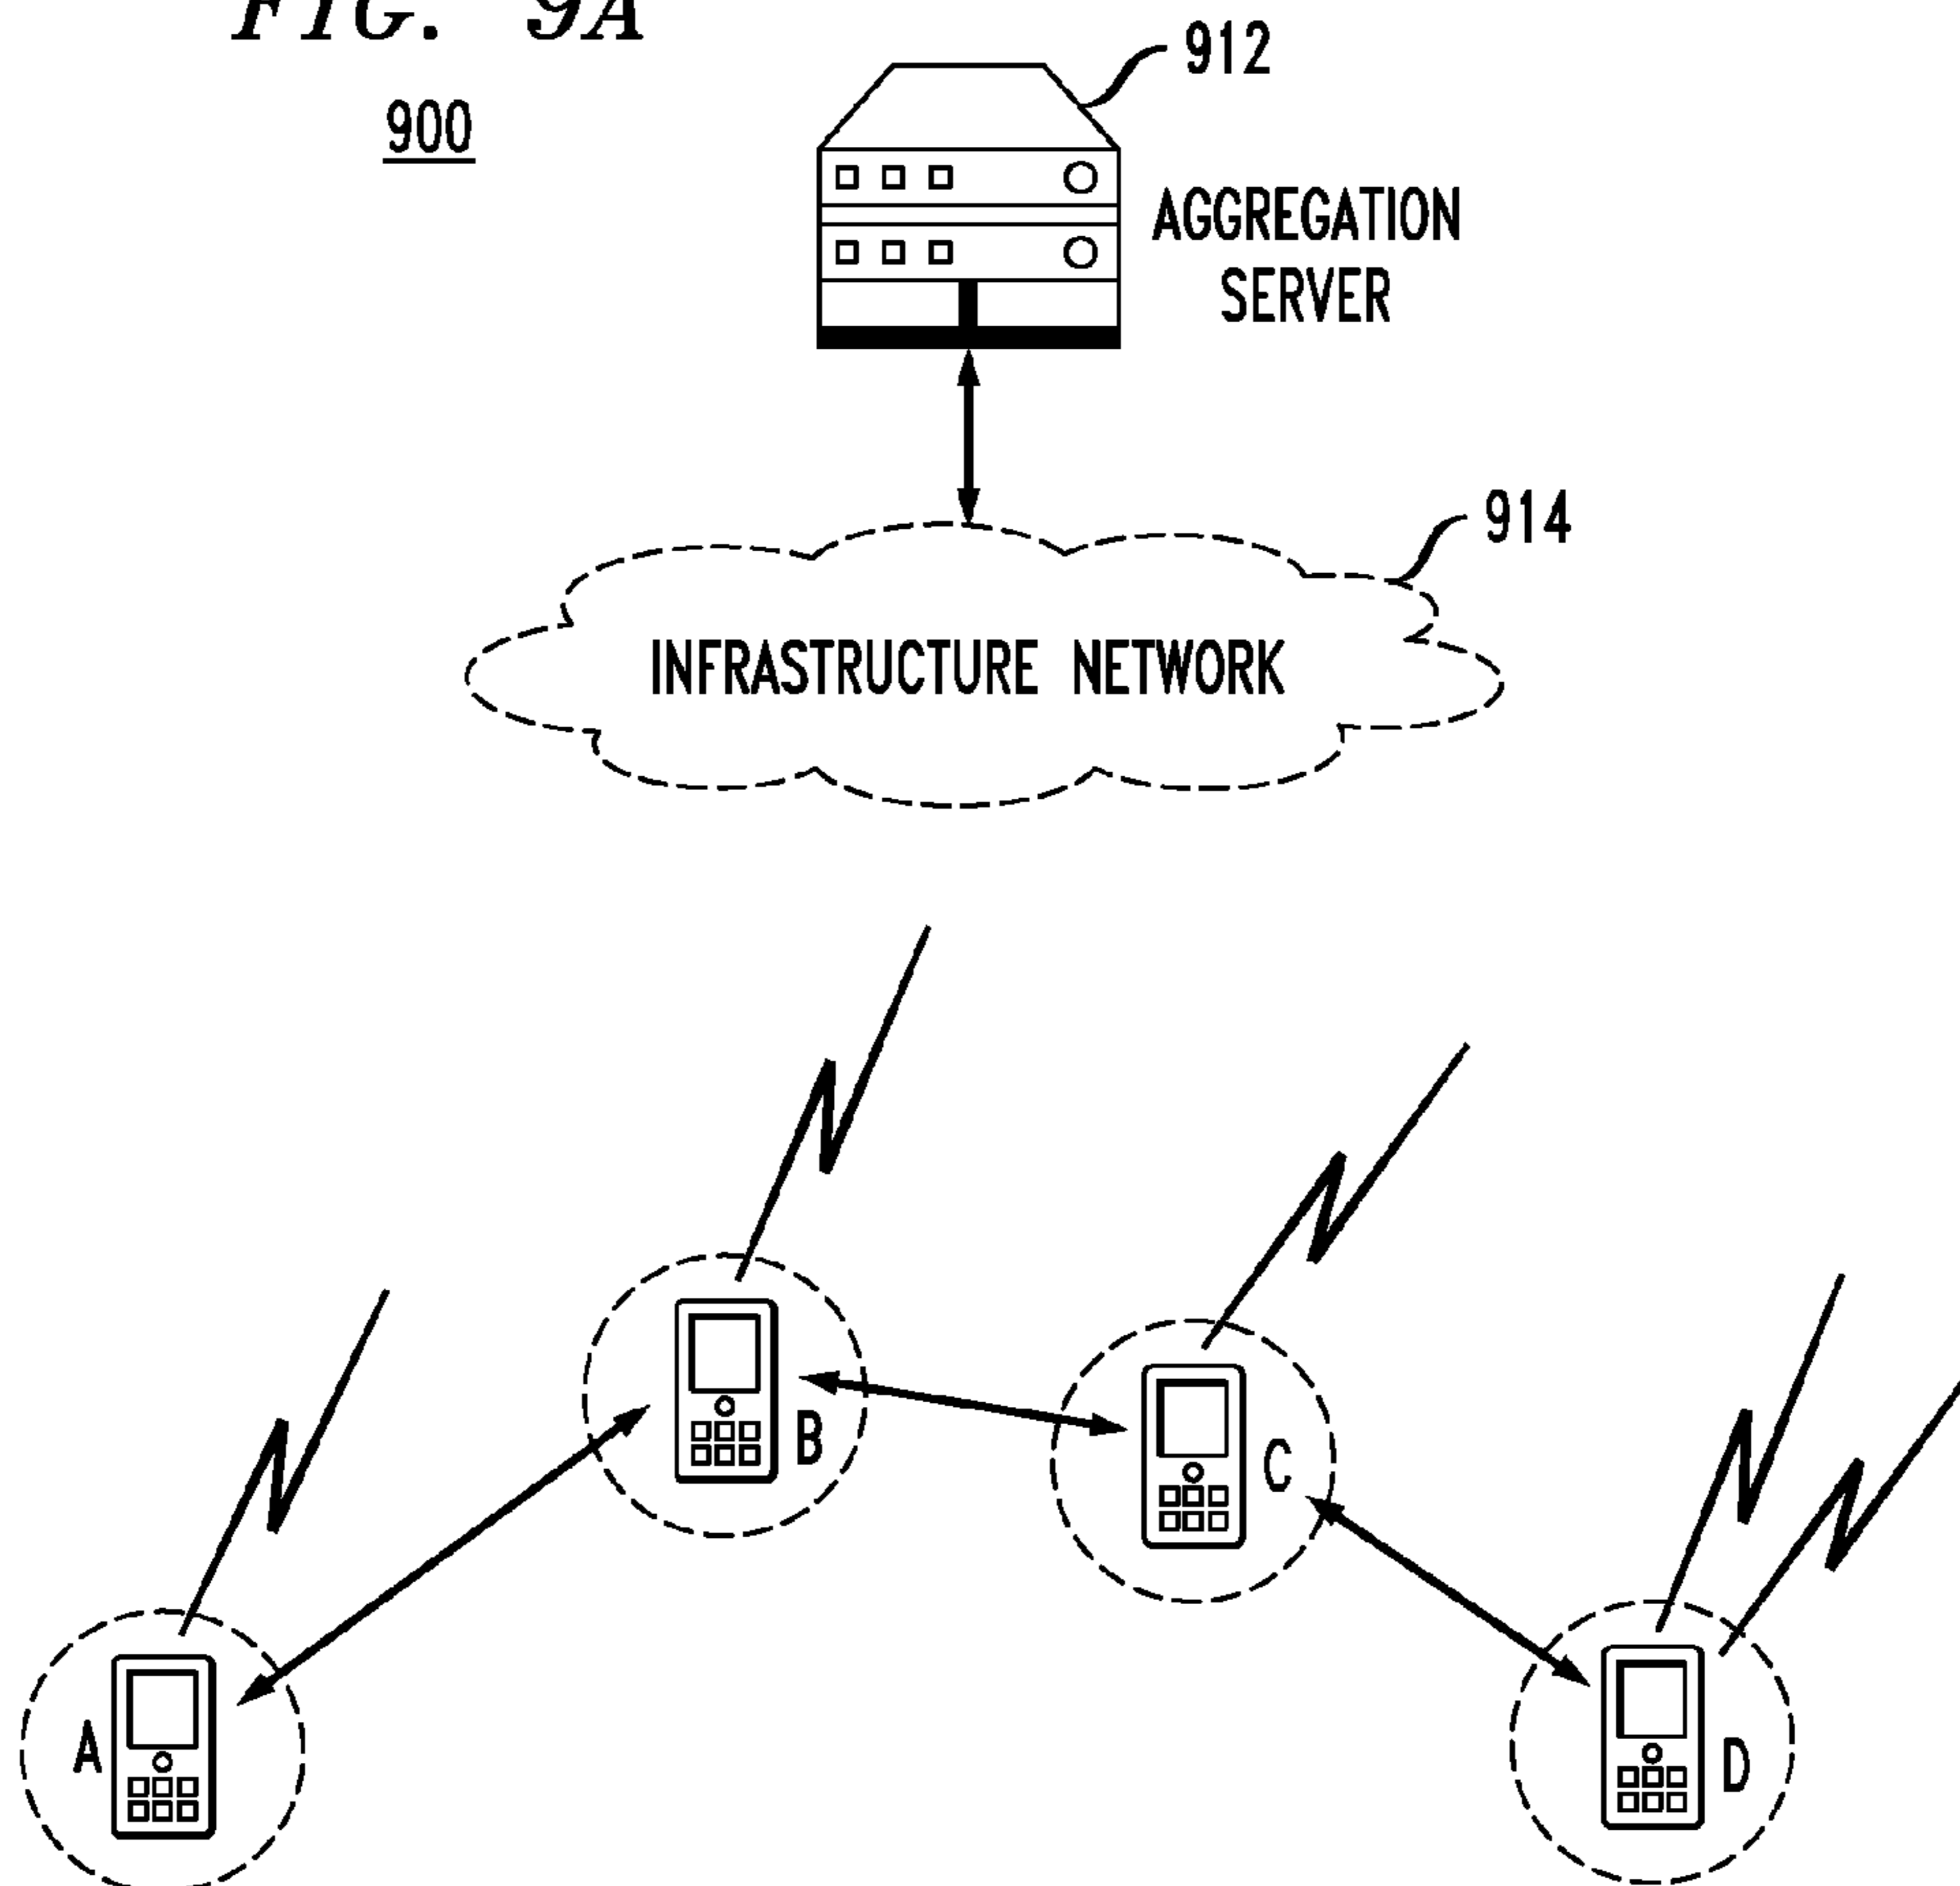 FIG. 9A
900
912
AGGREGATION
SERVER
914
INFRASTRUCTURE NETWORK
B
C
A
D